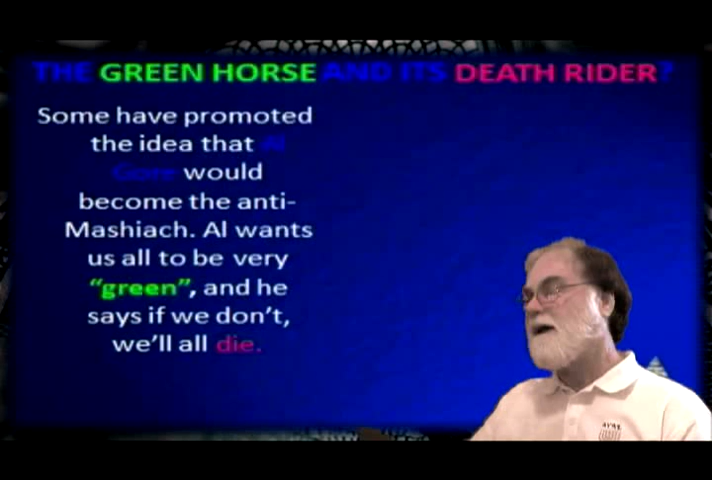 THE GREEN HORSE AND ITS DEATH RIDER?
Some have promoted
the idea that Al
Gore would
become the anti-
Mashiach. Al wants
us all to be very
“green”, and he
says if we don’t,
we’ll all die.